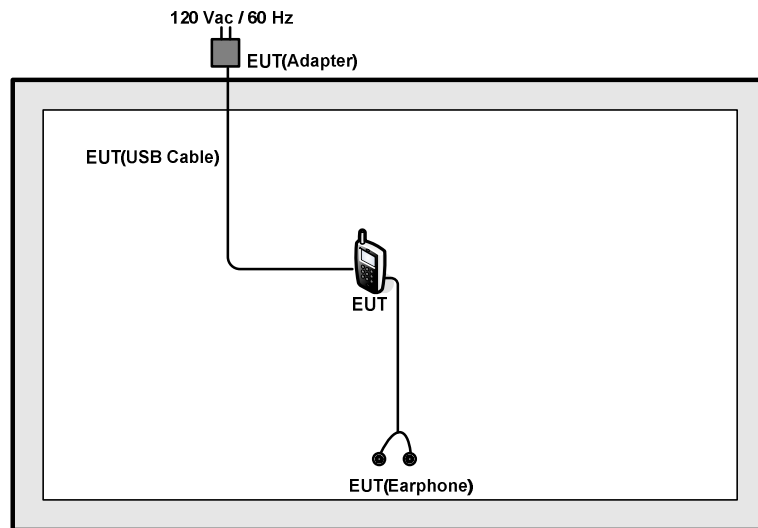 120 Vac / 60 Hz
EUT(Adapter)
EUT(USB Cable)
EUT
EUT(Earphone)